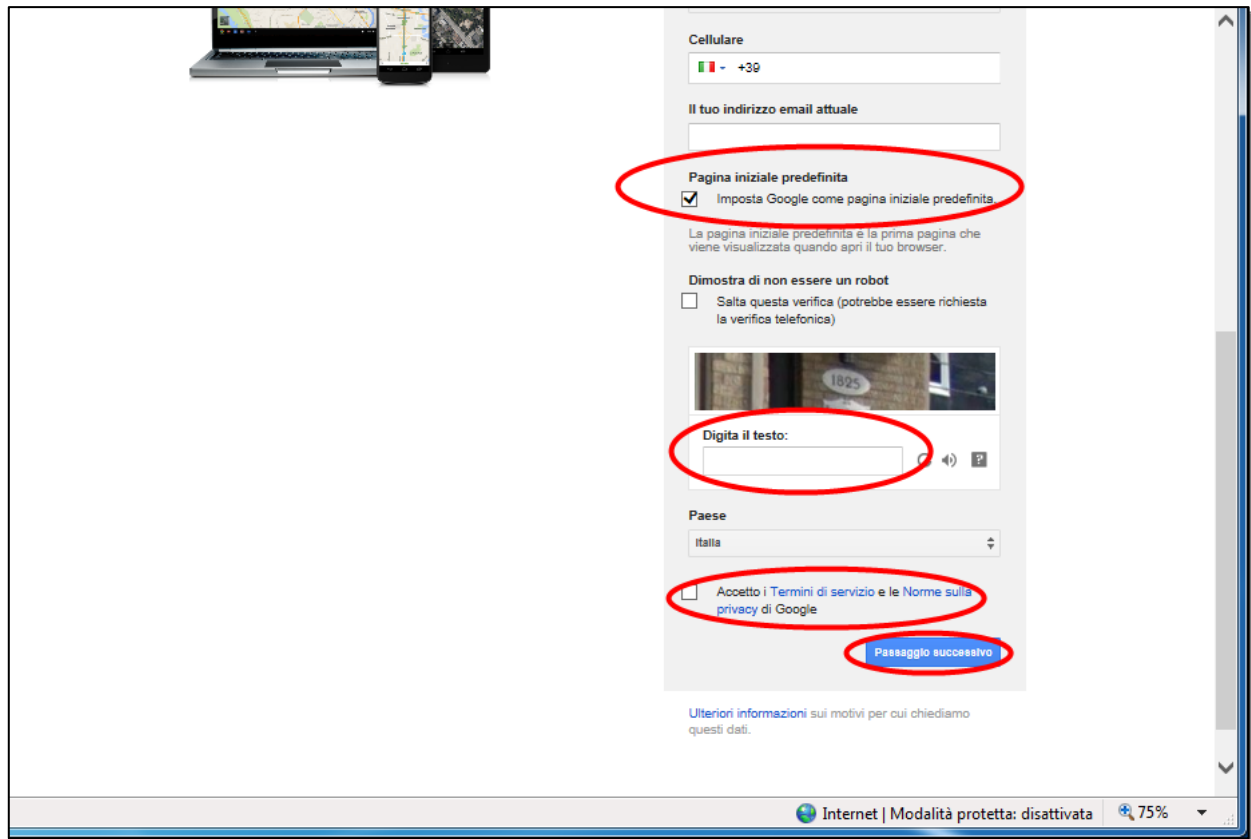 Cellulare
+39
Il tuo indirizzo email attuale
Pagina iniziale predefinita
Imposta Google come pagina iniziale predefinita.
La pagina iniziale predefinita è la prima pagina che
viene visualizzata quando apri il tuo browser.
Dimostra di non essere un robot
Salta questa verifica (potrebbe essere richiesta
la verifica telefonica)
1825
Digita il testo:
?
Paese
Italia
Accetto i Termini di servizio e le Norme sulla
privacy di Google
Passaggio successivo
Ulteriori informazioni sui motivi per cui chiediamo
questi dati.
Internet | Modalità protetta: disattivata
75%